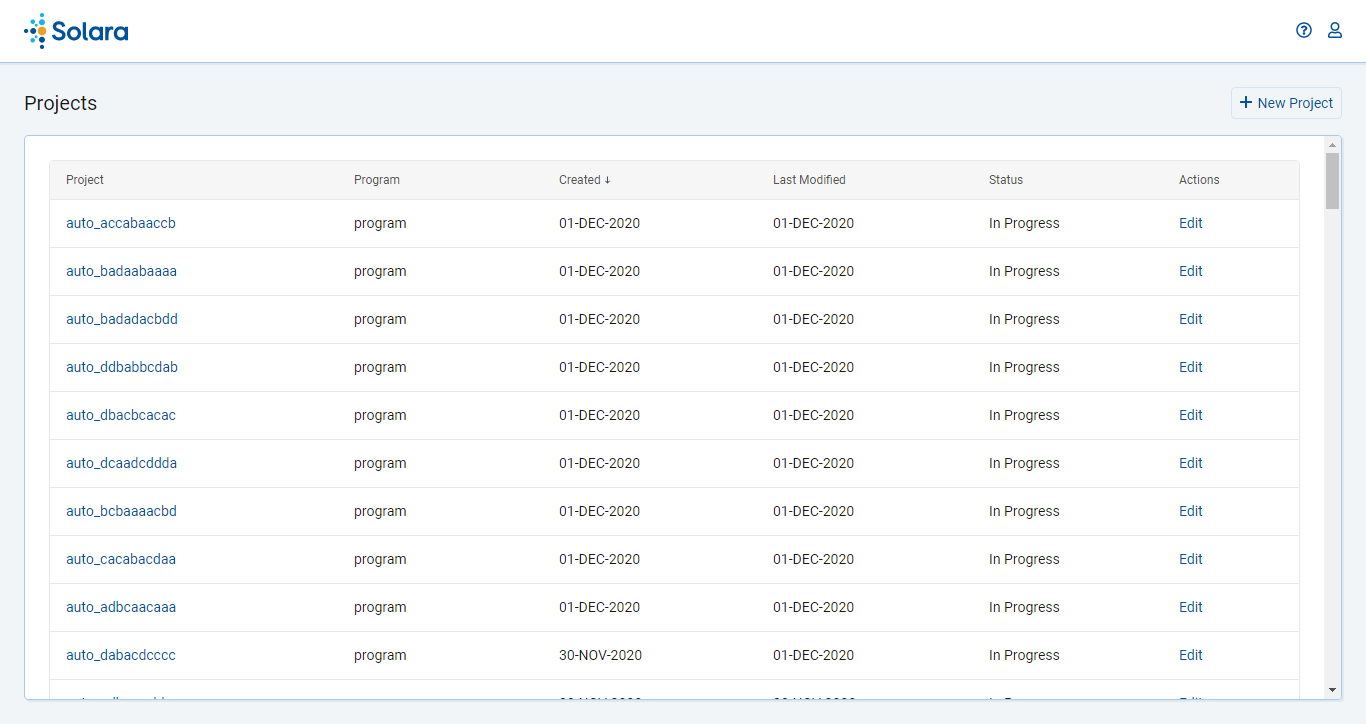 Solara
Projects
New Project
Project Program Created ↓ Last Modified Status Actions
auto_accabaaccb program 01-DEC-2020 01-DEC-2020 In Progress Edit
auto_badaabaaaa program 01-DEC-2020 01-DEC-2020 In Progress Edit
auto_badadacbdd program 01-DEC-2020 01-DEC-2020 In Progress Edit
auto_ddbabbcdab program 01-DEC-2020 01-DEC-2020 In Progress Edit
auto_dbacbcacac program 01-DEC-2020 01-DEC-2020 In Progress Edit
auto_dcaadcddda program 01-DEC-2020 01-DEC-2020 In Progress Edit
auto_bcbaaaacbd program 01-DEC-2020 01-DEC-2020 In Progress Edit
auto_cacabacdaa program 01-DEC-2020 01-DEC-2020 In Progress Edit
auto_adbcaacaaa program 01-DEC-2020 01-DEC-2020 In Progress Edit
auto_dabacdcccc program 30-NOV-2020 01-DEC-2020 In Progress Edit